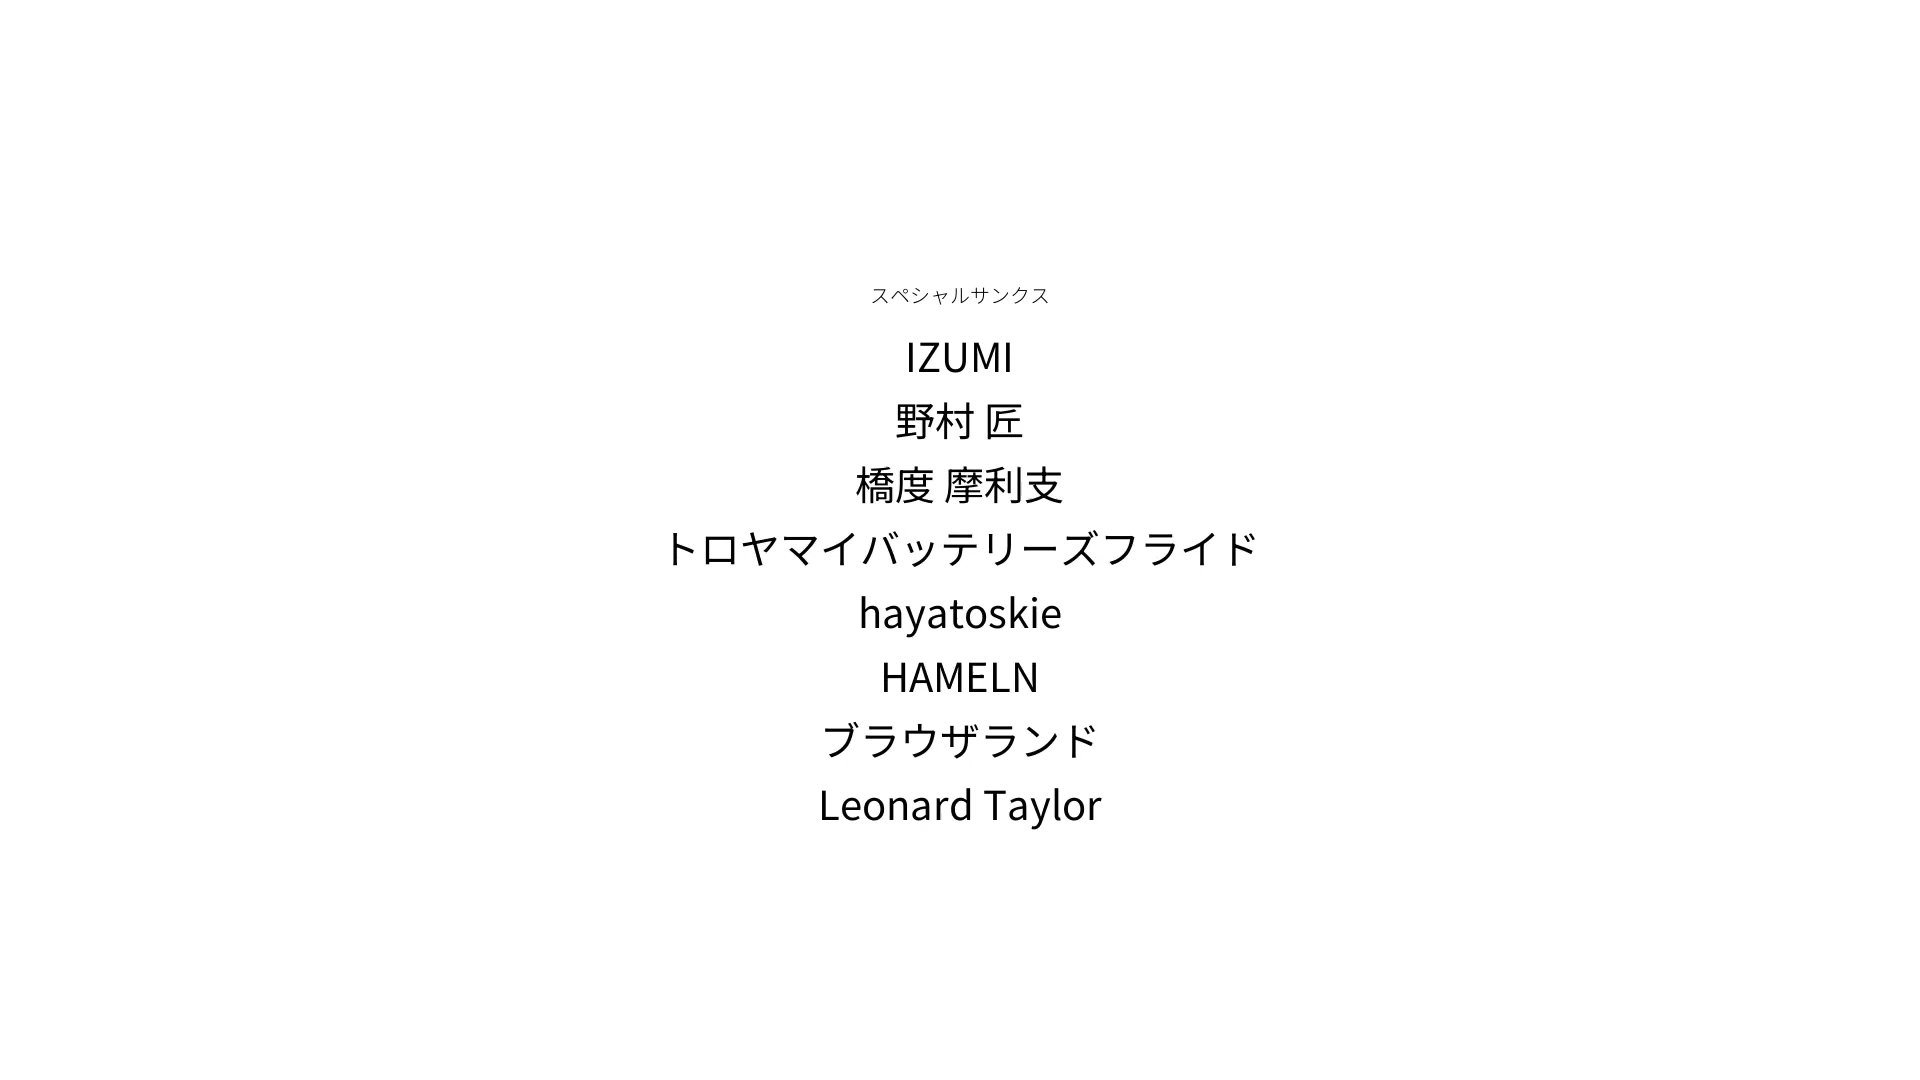 スペシャルサンクス
IZUMI
野村 匠
橋度 摩利支
トロヤマイバッテリーズフライド
hayatoskie
HAMELN
ブラウザランド
Leonard Taylor